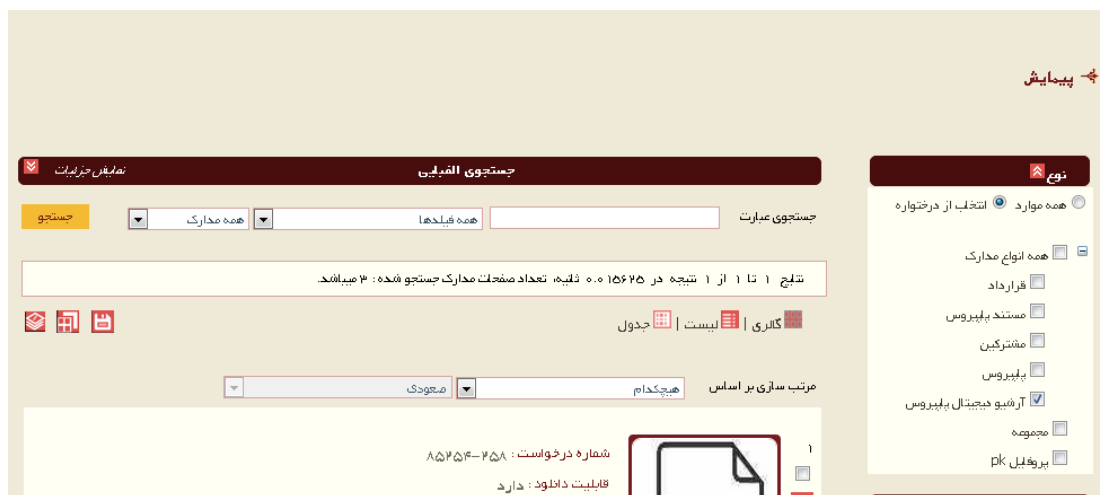 پیمایش
نوع
همه موارد انتخاب از درختواره
همه انواع مدارک
قرارداد
مستند پاپیروس
مشترکین
پاپیروس
آرشیو دیجیتال پاپیروس
مجموعه
پروفایل pk
جستجوی الفبایی نمایش جزئیات
جستجوی عبارت همه فیلدها همه مدارک جستجو
نتایج ۱ تا ۱ از ۱ نتیجه در ۰.۰۱۵۶۲۵ ثانیه، تعداد صفحات مدارک جستجو شده: ۳ میباشد.
گالری | لیست | جدول
مرتب سازی بر اساس هیچکدام صعودی
۱
شماره درخواست : ۲۵۸-۸۵۲۵۴
قابلیت دانلود : دارد